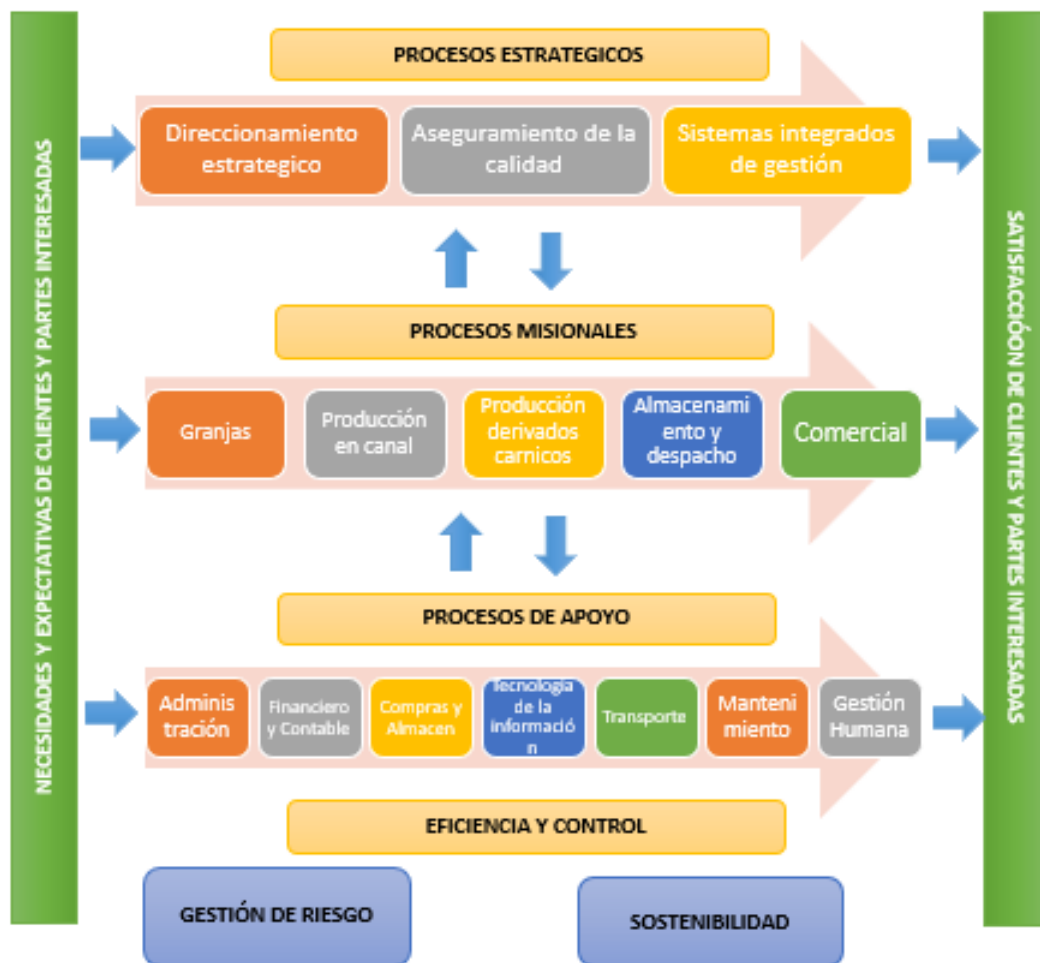 NECESIDADES Y EXPECTATIVAS DE CLIENTES Y PARTES INTERESADAS
PROCESOS ESTRATEGICOS
Direccionamiento
estrategico
Aseguramiento de la
calidad
Sistemas integrados
de gestión
PROCESOS MISIONALES
Granjas
Producción
en canal
Producción
derivados
carnicos
Almacenami
ento y
despacho
Comercial
PROCESOS DE APOYO
Adminis
tración
Financiero
y Contable
Compras y
Almacen
Tecnología
de la
informació
n
Transporte
Manteni
miento
Gestión
Humana
EFICIENCIA Y CONTROL
GESTIÓN DE RIESGO
SOSTENIBILIDAD
SATISFACCIÓON DE CLIENTES Y PARTES INTERESADAS